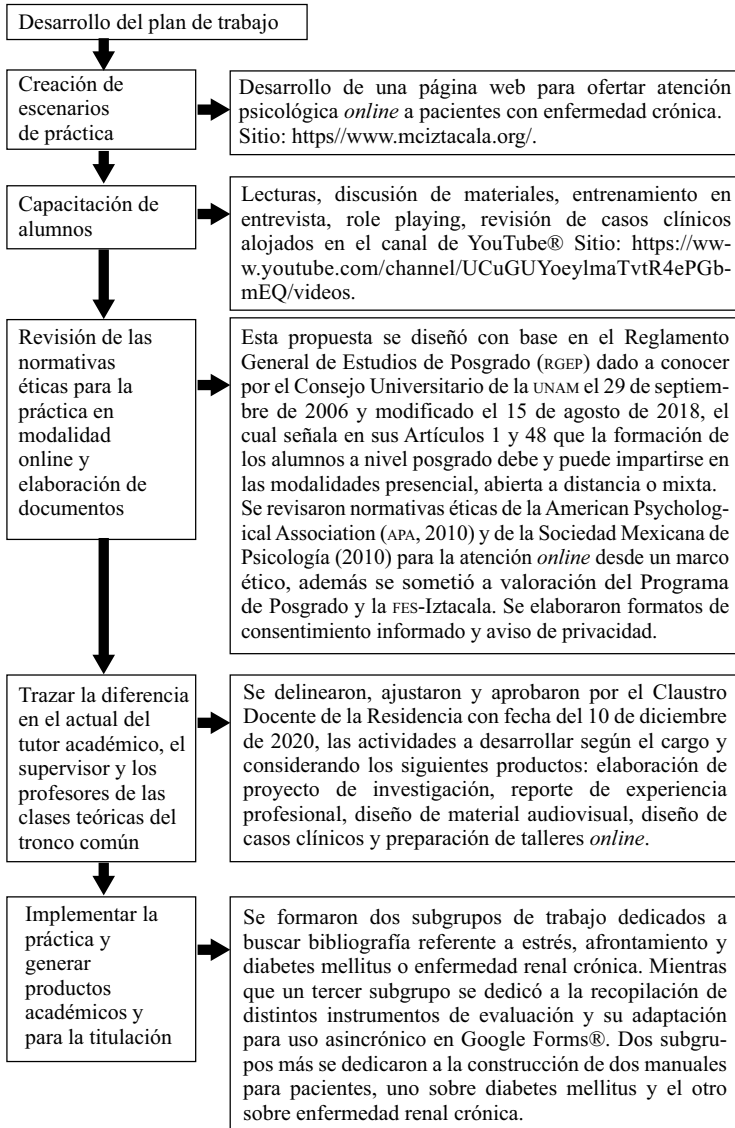 Desarrollo del plan de trabajo
Creación de
escenarios
de práctica
Desarrollo de una página web para ofertar atención
psicológica online a pacientes con enfermedad crónica.
Sitio: https//www.mciztacala.org/.
Capacitación de
alumnos
Lecturas, discusión de materiales, entrenamiento en
entrevista, role playing, revisión de casos clínicos
alojados en el canal de YouTube® Sitio: https://ww-
w.youtube.com/channel/UCuGUYoeylmaTvtR4ePGb-
mEQ/videos.
Revisión de las
normativas
éticas para la
práctica en
modalidad
online y
elaboración de
documentos
Esta propuesta se diseñó con base en el Reglamento
General de Estudios de Posgrado (RGEP) dado a conocer
por el Consejo Universitario de la UNAM el 29 de septiem-
bre de 2006 y modificado el 15 de agosto de 2018, el
cual señala en sus Artículos 1 y 48 que la formación de
los alumnos a nivel posgrado debe y puede impartirse en
las modalidades presencial, abierta a distancia o mixta.
Se revisaron normativas éticas de la American Psycholog-
ical Association (APA, 2010) y de la Sociedad Mexicana de
Psicología (2010) para la atención online desde un marco
ético, además se sometió a valoración del Programa
de Posgrado y la FES-Iztacala. Se elaboraron formatos de
consentimiento informado y aviso de privacidad.
Trazar la diferencia
en el actual del
tutor académico, el
supervisor y los
profesores de las
clases teóricas del
tronco común
Se delinearon, ajustaron y aprobaron por el Claustro
Docente de la Residencia con fecha del 10 de diciembre
de 2020, las actividades a desarrollar según el cargo y
considerando los siguientes productos: elaboración de
proyecto de investigación, reporte de experiencia
profesional, diseño de material audiovisual, diseño de
casos clínicos y preparación de talleres online.
Implementar la
práctica y
generar
productos
académicos y
para la titulación
Se formaron dos subgrupos de trabajo dedicados a
buscar bibliografía referente a estrés, afrontamiento y
diabetes mellitus o enfermedad renal crónica. Mientras
que un tercer subgrupo se dedicó a la recopilación de
distintos instrumentos de evaluación y su adaptación
para uso asincrónico en Google Forms®. Dos subgru-
pos más se dedicaron a la construcción de dos manuales
para pacientes, uno sobre diabetes mellitus y el otro
sobre enfermedad renal crónica.